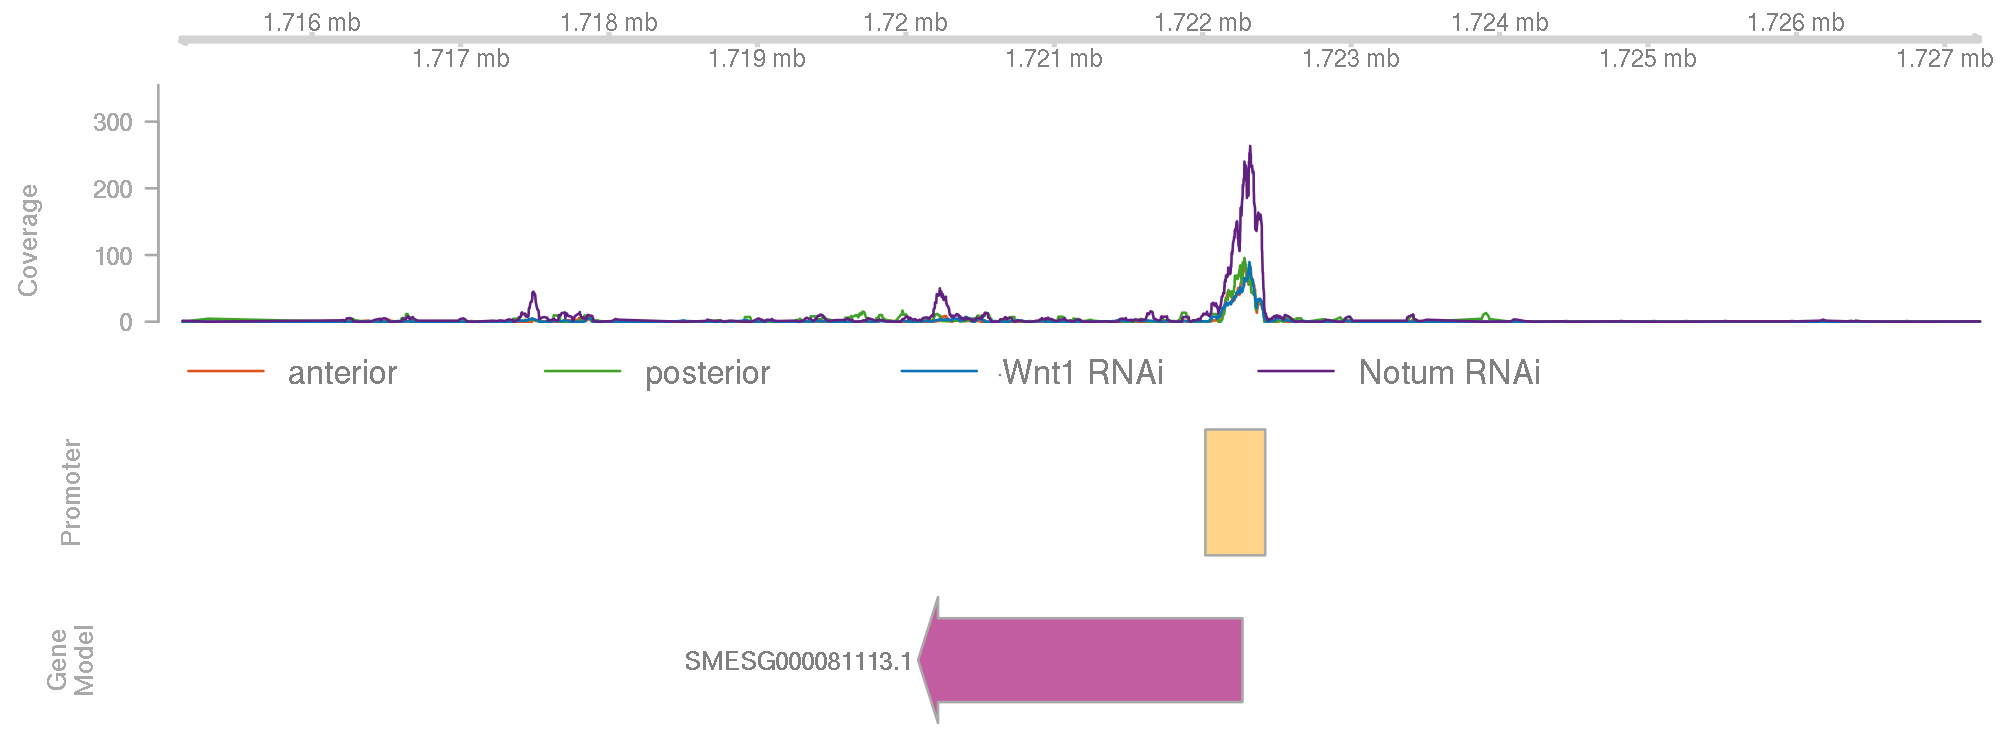 1.716 mb 1.718 mb 1.72 mb 1.722 mb 1.724 mb 1.726 mb
1.717 mb 1.719 mb 1.721 mb 1.723 mb 1.725 mb 1.727 mb
Coverage
300
200
100
0
anterior posterior Wnt1 RNAi Notum RNAi
Promoter
Gene
Model
SMESG000081113.1